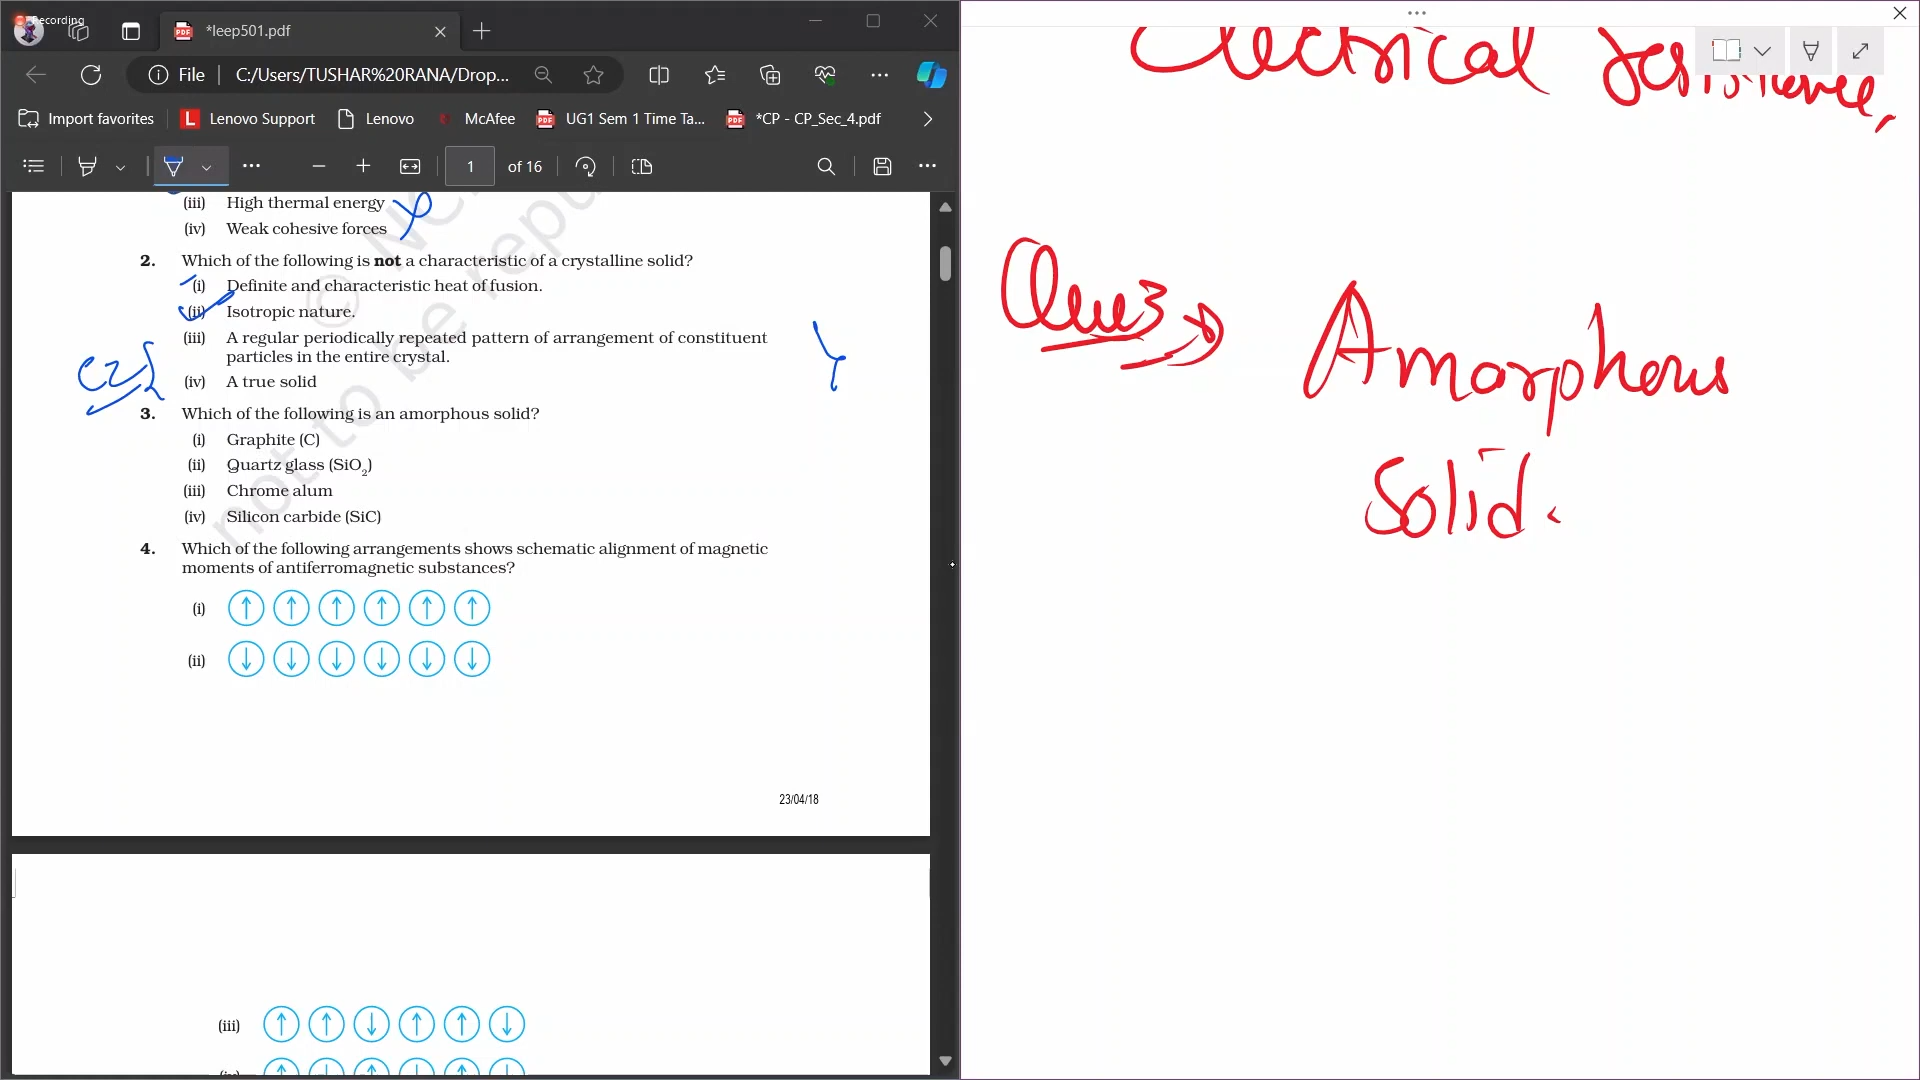 Recording
*leep501.pdf
File
C:/Users/TUSHAR%20RANA/Drop...
Import favorites
Lenovo Support
Lenovo
McAfee
UG1 Sem 1 Time Ta...
*CP - CP_Sec_4.pdf
1 of 16
(iii) High thermal energy
(iv) Weak cohesive forces
2. Which of the following is not a characteristic of a crystalline solid?
(i) Definite and characteristic heat of fusion.
(ii) Isotropic nature.
(iii) A regular periodically repeated pattern of arrangement of constituent
particles in the entire crystal.
(iv) A true solid
3. Which of the following is an amorphous solid?
(i) Graphite (C)
(ii) Quartz glass (SiO2)
(iii) Chrome alum
(iv) Silicon carbide (SiC)
4. Which of the following arrangements shows schematic alignment of magnetic
moments of antiferromagnetic substances?
(i) ↑ ↑ ↑ ↑ ↑ ↑
(ii) ↓ ↓ ↓ ↓ ↓ ↓
23/04/18
(iii) ↑ ↑ ↓ ↑ ↑ ↓
not to be repu
Electrical
Ques 3
Amorphous
Solid.